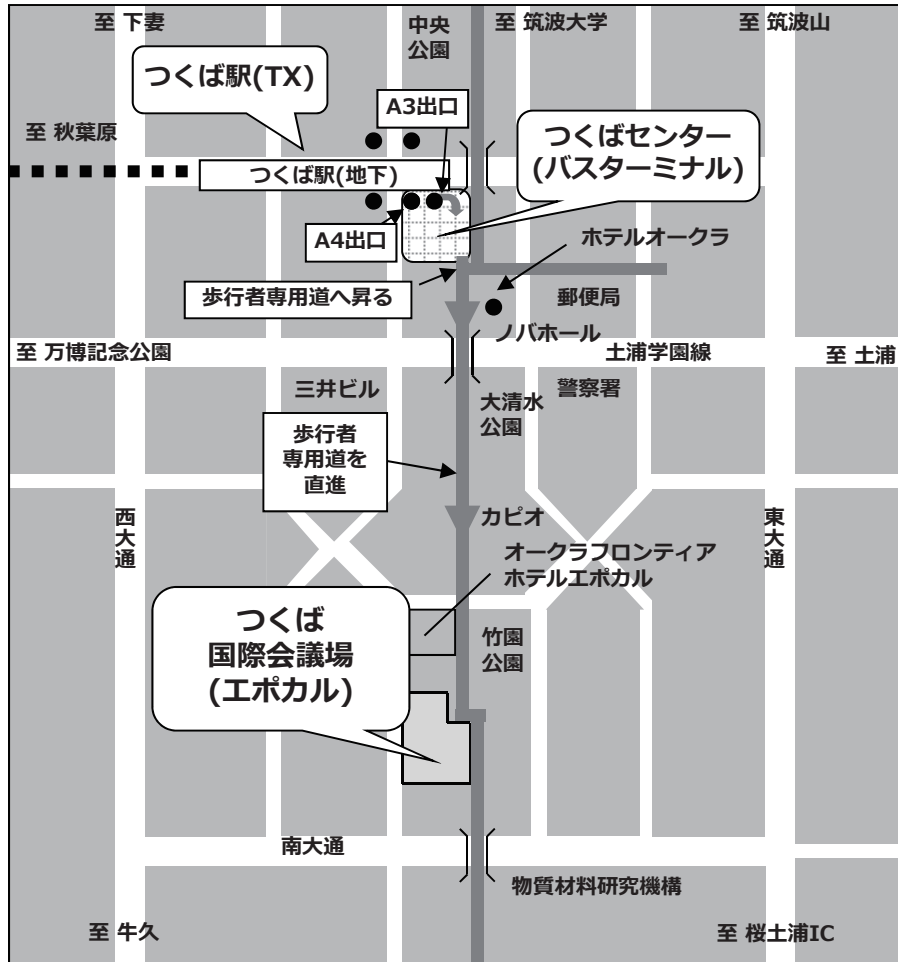 至 下妻
中央
公園
至 筑波大学
至 筑波山
つくば駅(TX)
A3出口
至 秋葉原
つくばセンター
(バスターミナル)
つくば駅(地下)
A4出口
ホテルオークラ
歩行者専用道へ昇る
郵便局
ノバホール
至 万博記念公園
土浦学園線
至 土浦
三井ビル
警察署
大清水
公園
歩行者
専用道を
直進
西大通
カピオ
東大通
オークラフロンティア
ホテルエポカル
つくば
国際会議場
(エポカル)
竹園
公園
南大通
物質材料研究機構
至 牛久
至 桜土浦IC